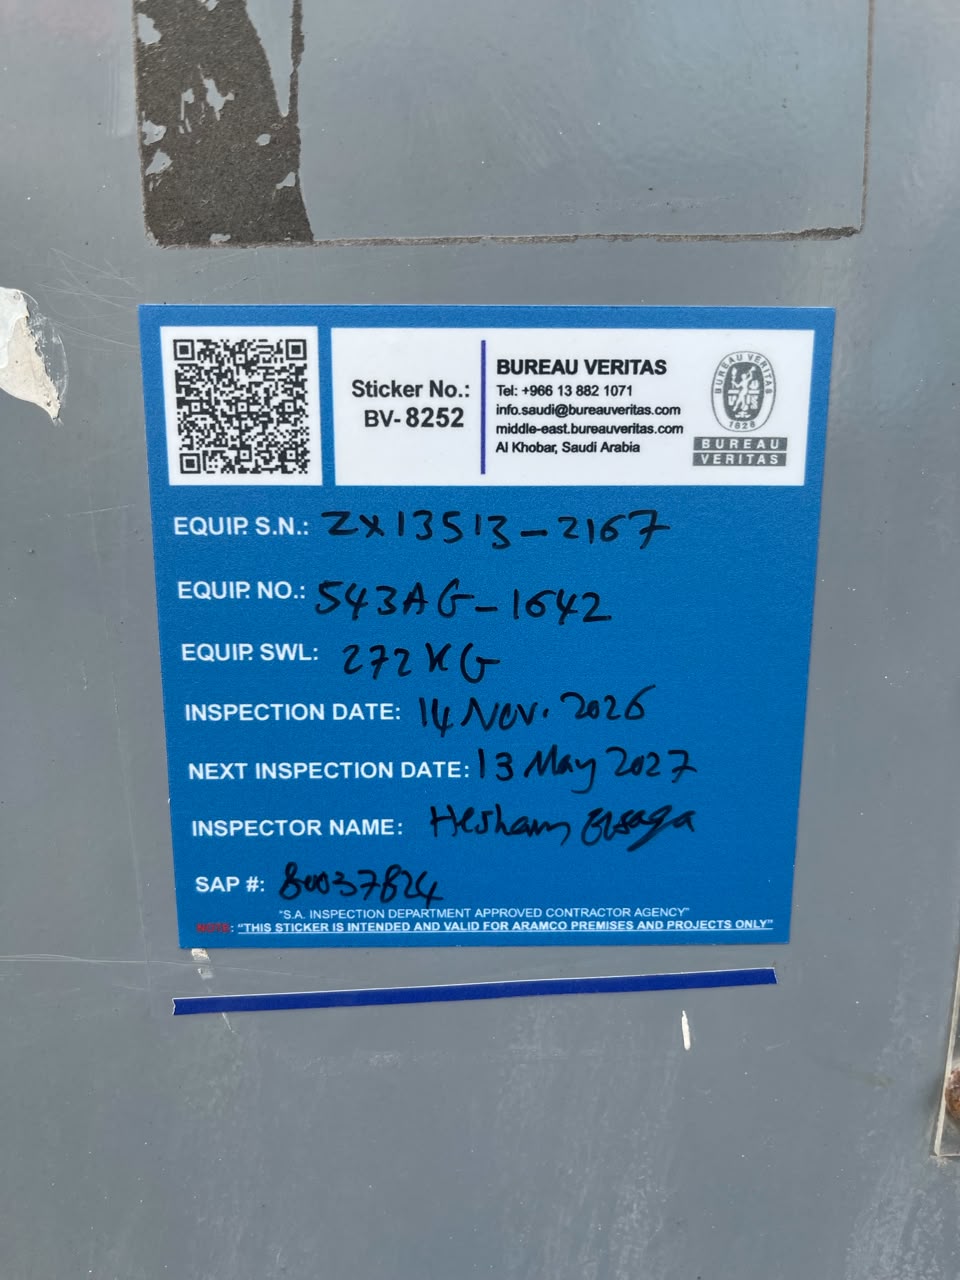 Sticker No.:
BV- 8252
BUREAU VERITAS
Tel: +966 13 882 1071
info.saudi@bureauveritas.com
middle-east.bureauveritas.com
Al Khobar, Saudi Arabia
BUREAU VERITAS
1828
BUREAU
VERITAS
EQUIP. S.N.: ZX13513-2167
EQUIP. NO.: 543AG-1642
EQUIP. SWL: 272KG
INSPECTION DATE: 14 Nov. 2026
NEXT INSPECTION DATE: 13 May 2027
INSPECTOR NAME: Hesham
SAP #: 80037824
"S.A. INSPECTION DEPARTMENT APPROVED CONTRACTOR AGENCY"
NOTE: "THIS STICKER IS INTENDED AND VALID FOR ARAMCO PREMISES AND PROJECTS ONLY"